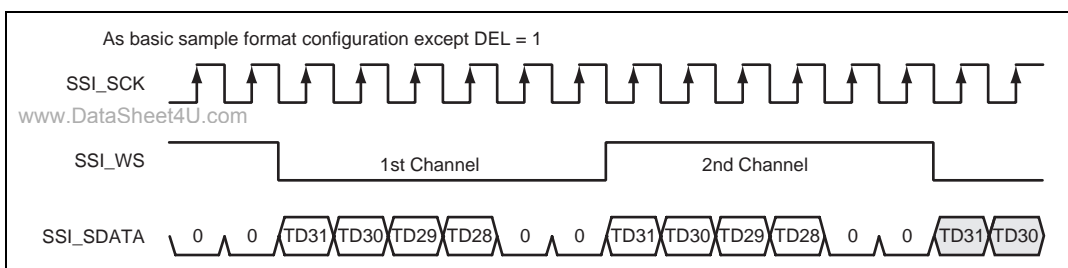 As basic sample format configuration except DEL = 1
SSI_SCK
www.DataSheet4U.com
SSI_WS 1st Channel 2nd Channel
SSI_SDATA 0 0 TD31 TD30 TD29 TD28 0 0 TD31 TD30 TD29 TD28 0 0 TD31 TD30